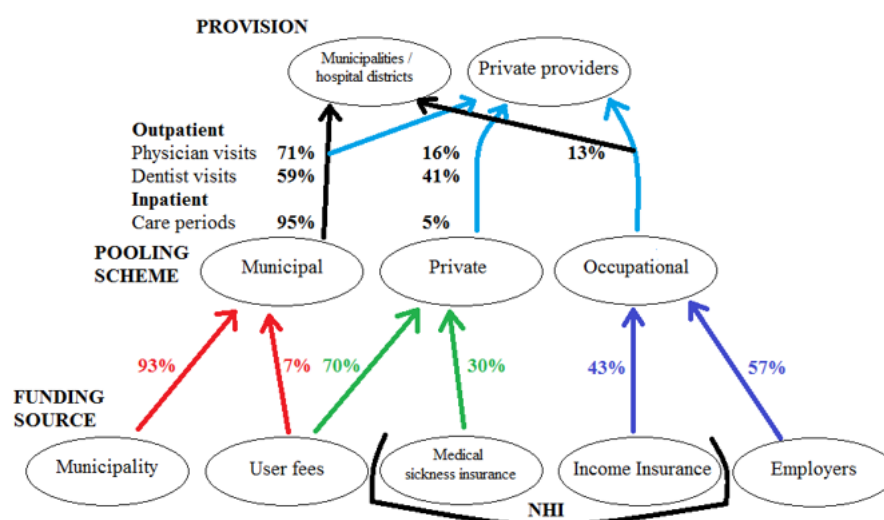 PROVISION
Municipalities /
hospital districts
Private providers
Outpatient
Physician visits 71% 16% 13%
Dentist visits 59% 41%
Inpatient
Care periods 95% 5%
POOLING
SCHEME
Municipal
Private
Occupational
93% 7% 70% 30% 43% 57%
FUNDING
SOURCE
Municipality
User fees
Medical
sickness insurance
Income Insurance
Employers
NHI